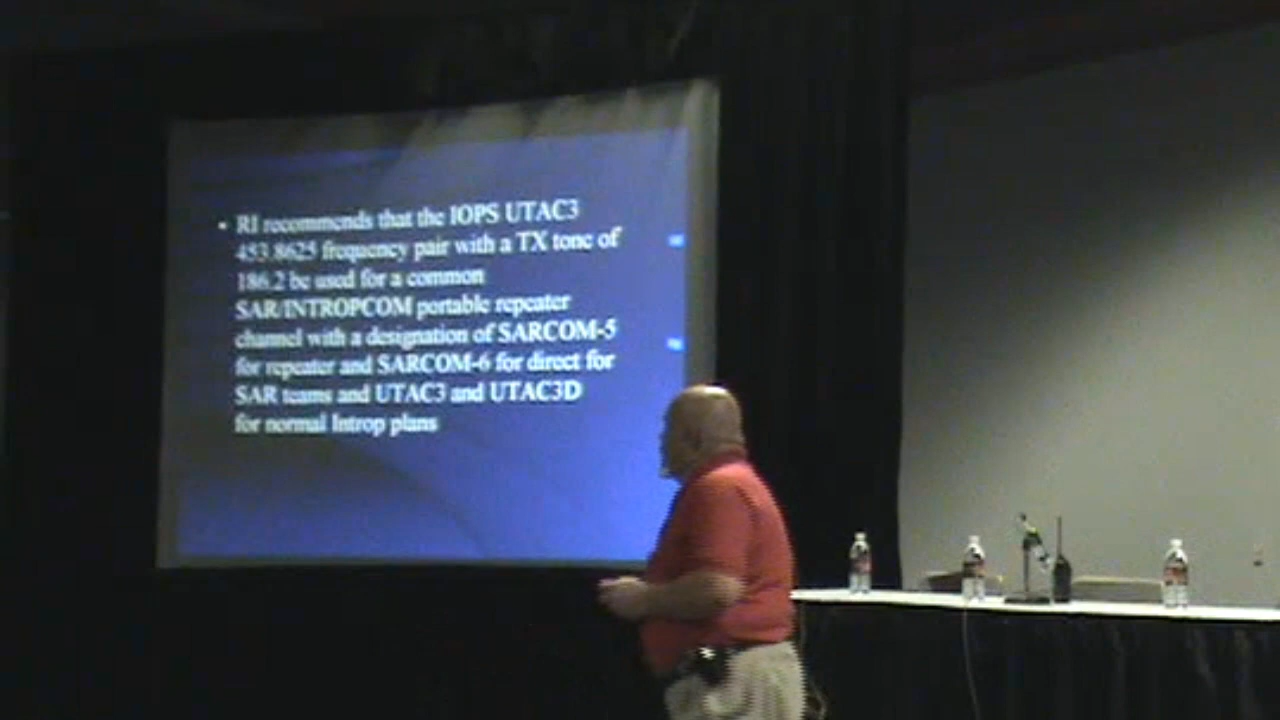 • RI recommends that the IOPS UTAC3
453.8625 frequency pair with a TX tone of
186.2 be used for a common
SAR/INTROPCOM portable repeater
channel with a designation of SARCOM-5
for repeater and SARCOM-6 for direct for
SAR teams and UTAC3 and UTAC3D
for normal Introp plans